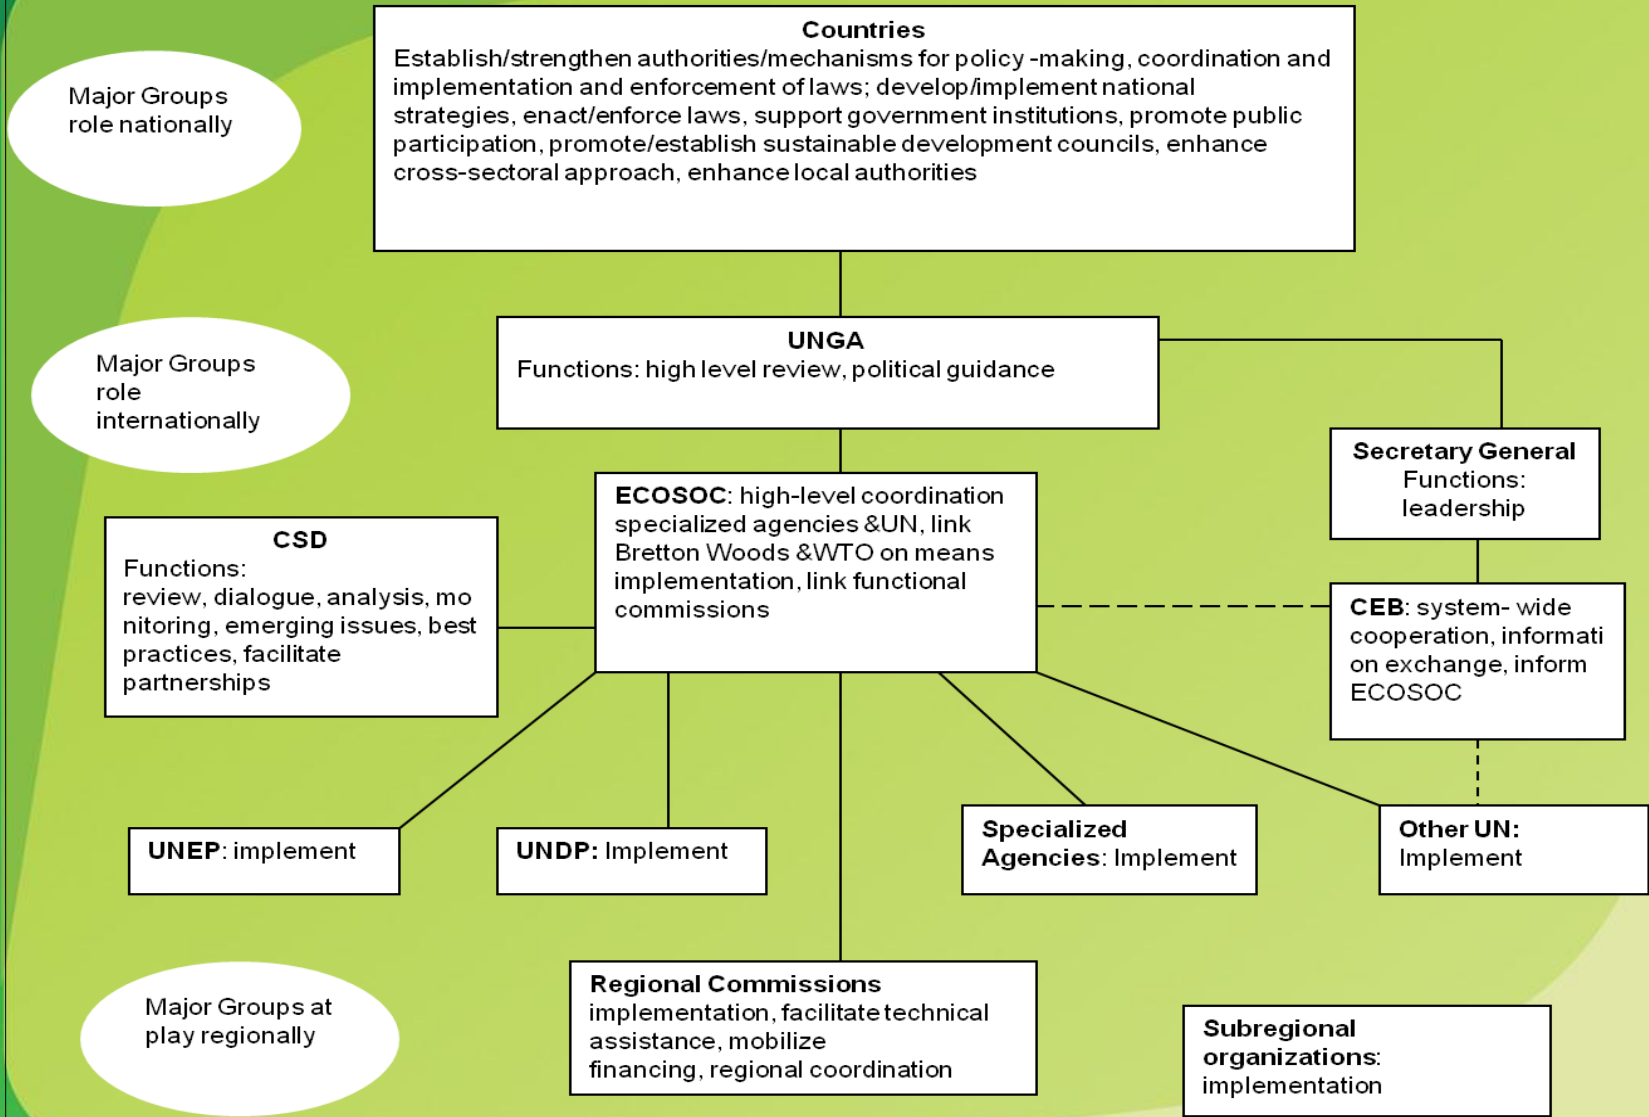 Countries
Establish/strengthen authorities/mechanisms for policy -making, coordination and
implementation and enforcement of laws; develop/implement national
strategies, enact/enforce laws, support government institutions, promote public
participation, promote/establish sustainable development councils, enhance
cross-sectoral approach, enhance local authorities
Major Groups
role nationally
UNGA
Functions: high level review, political guidance
Major Groups
role
internationally
Secretary General
Functions:
leadership
ECOSOC: high-level coordination
specialized agencies &UN, link
Bretton Woods &WTO on means
implementation, link functional
commissions
CSD
Functions:
review, dialogue, analysis, mo
nitoring, emerging issues, best
practices, facilitate
partnerships
CEB: system- wide
cooperation, informati
on exchange, inform
ECOSOC
UNEP: implement
UNDP: Implement
Specialized
Agencies: Implement
Other UN:
Implement
Major Groups at
play regionally
Regional Commissions
implementation, facilitate technical
assistance, mobilize
financing, regional coordination
Subregional
organizations:
implementation